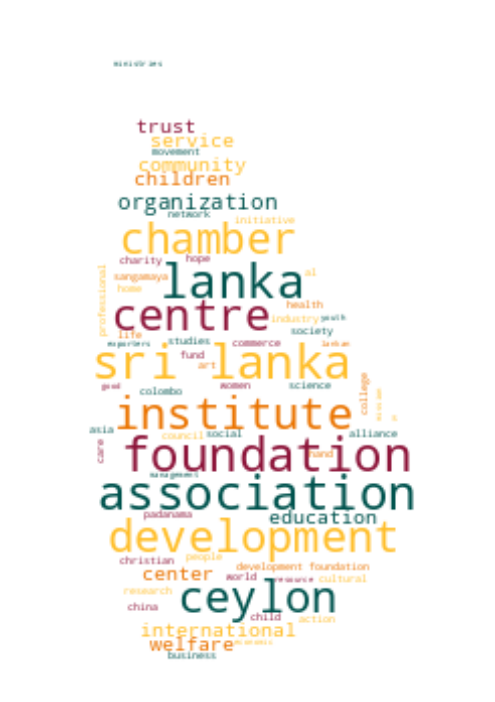 ministries
trust
service
movement
community
children
organization
network
initiative
chamber
charity hope
sangamaya lanka al
professional home
centre health
industry youth
life society
exporters studies commerce lankan
fund
sri lanka
art
good women science
colombo college
institute
asia council social alliance
care foundation
hand
management
association
padanama education
development
christian people
development foundation
center world resource cultural
research ceylon
china
child action
international
welfare economic
business